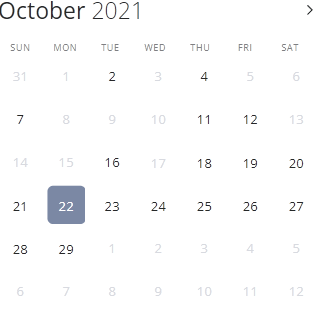 October 2021
SUN MON TUE WED THU FRI SAT
31 1 2 3 4 5 6
7 8 9 10 11 12 13
14 15 16 17 18 19 20
21 22 23 24 25 26 27
28 29 1 2 3 4 5
6 7 8 9 10 11 12